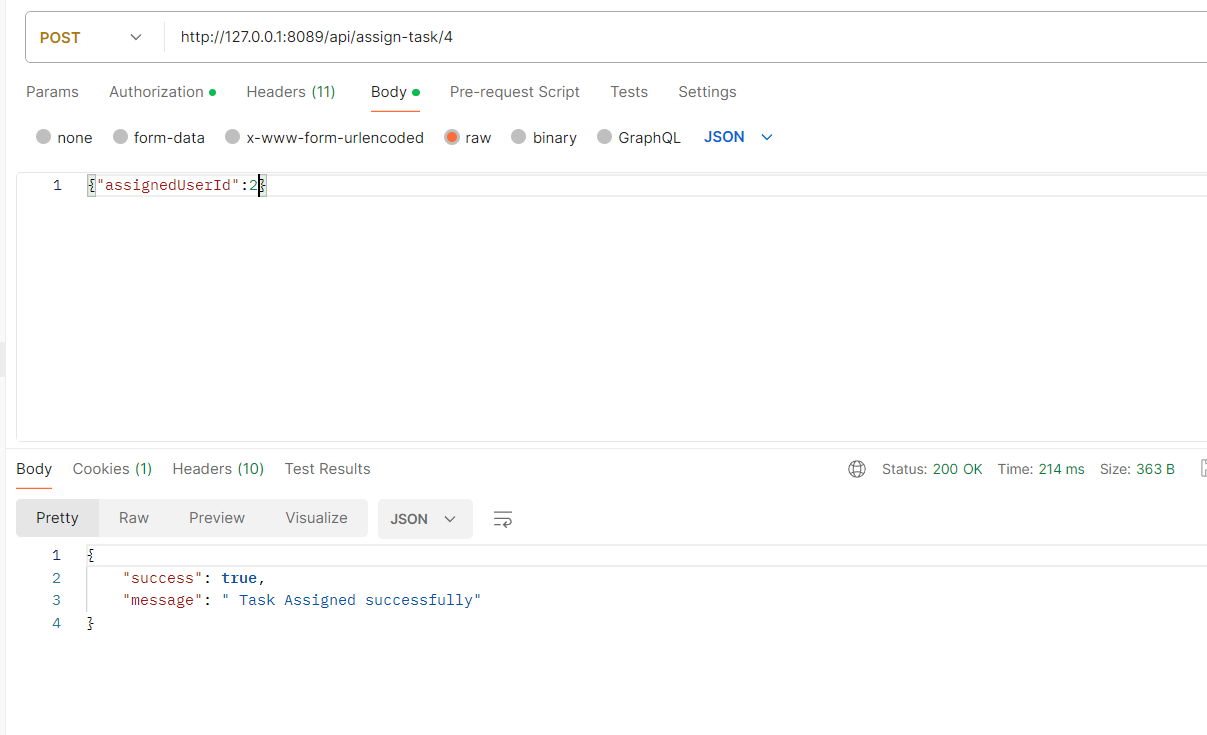 POST http://127.0.0.1:8089/api/assign-task/4
Params Authorization Headers (11) Body Pre-request Script Tests Settings
none form-data x-www-form-urlencoded raw binary GraphQL JSON
1 {"assignedUserId":2}
Body Cookies (1) Headers (10) Test Results Status: 200 OK Time: 214 ms Size: 363 B
Pretty Raw Preview Visualize JSON
1 {
2 "success": true,
3 "message": " Task Assigned successfully"
4 }